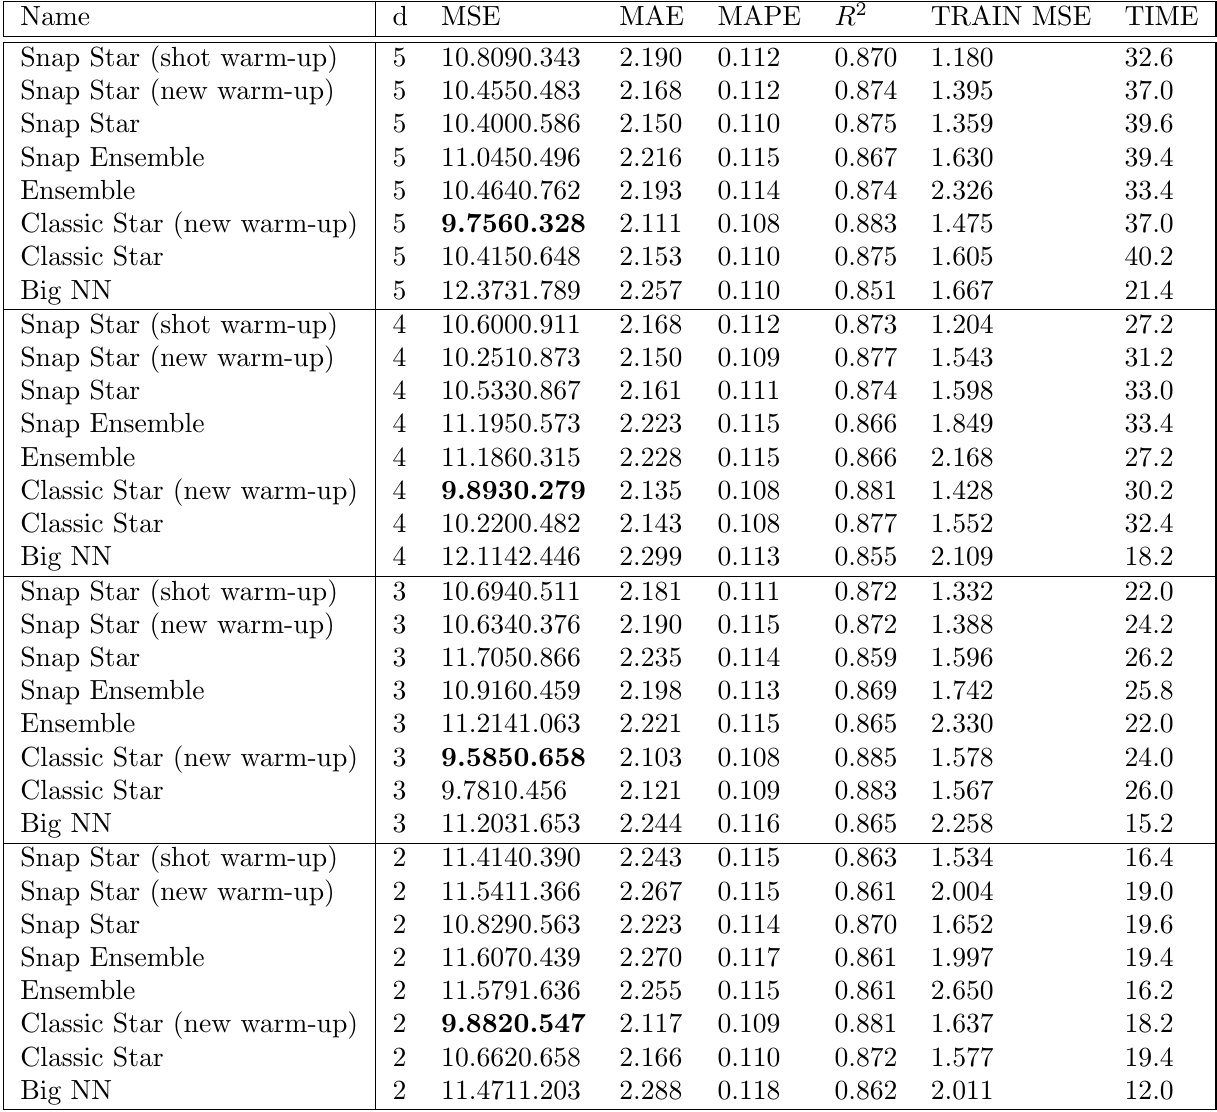 Name d MSE MAE MAPE R² TRAIN MSE TIME
Snap Star (shot warm-up) 5 10.8090.343 2.190 0.112 0.870 1.180 32.6
Snap Star (new warm-up) 5 10.4550.483 2.168 0.112 0.874 1.395 37.0
Snap Star 5 10.4000.586 2.150 0.110 0.875 1.359 39.6
Snap Ensemble 5 11.0450.496 2.216 0.115 0.867 1.630 39.4
Ensemble 5 10.4640.762 2.193 0.114 0.874 2.326 33.4
Classic Star (new warm-up) 5 9.7560.328 2.111 0.108 0.883 1.475 37.0
Classic Star 5 10.4150.648 2.153 0.110 0.875 1.605 40.2
Big NN 5 12.3731.789 2.257 0.110 0.851 1.667 21.4
Snap Star (shot warm-up) 4 10.6000.911 2.168 0.112 0.873 1.204 27.2
Snap Star (new warm-up) 4 10.2510.873 2.150 0.109 0.877 1.543 31.2
Snap Star 4 10.5330.867 2.161 0.111 0.874 1.598 33.0
Snap Ensemble 4 11.1950.573 2.223 0.115 0.866 1.849 33.4
Ensemble 4 11.1860.315 2.228 0.115 0.866 2.168 27.2
Classic Star (new warm-up) 4 9.8930.279 2.135 0.108 0.881 1.428 30.2
Classic Star 4 10.2200.482 2.143 0.108 0.877 1.552 32.4
Big NN 4 12.1142.446 2.299 0.113 0.855 2.109 18.2
Snap Star (shot warm-up) 3 10.6940.511 2.181 0.111 0.872 1.332 22.0
Snap Star (new warm-up) 3 10.6340.376 2.190 0.115 0.872 1.388 24.2
Snap Star 3 11.7050.866 2.235 0.114 0.859 1.596 26.2
Snap Ensemble 3 10.9160.459 2.198 0.113 0.869 1.742 25.8
Ensemble 3 11.2141.063 2.221 0.115 0.865 2.330 22.0
Classic Star (new warm-up) 3 9.5850.658 2.103 0.108 0.885 1.578 24.0
Classic Star 3 9.7810.456 2.121 0.109 0.883 1.567 26.0
Big NN 3 11.2031.653 2.244 0.116 0.865 2.258 15.2
Snap Star (shot warm-up) 2 11.4140.390 2.243 0.115 0.863 1.534 16.4
Snap Star (new warm-up) 2 11.5411.366 2.267 0.115 0.861 2.004 19.0
Snap Star 2 10.8290.563 2.223 0.114 0.870 1.652 19.6
Snap Ensemble 2 11.6070.439 2.270 0.117 0.861 1.997 19.4
Ensemble 2 11.5791.636 2.255 0.115 0.861 2.650 16.2
Classic Star (new warm-up) 2 9.8820.547 2.117 0.109 0.881 1.637 18.2
Classic Star 2 10.6620.658 2.166 0.110 0.872 1.577 19.4
Big NN 2 11.4711.203 2.288 0.118 0.862 2.011 12.0